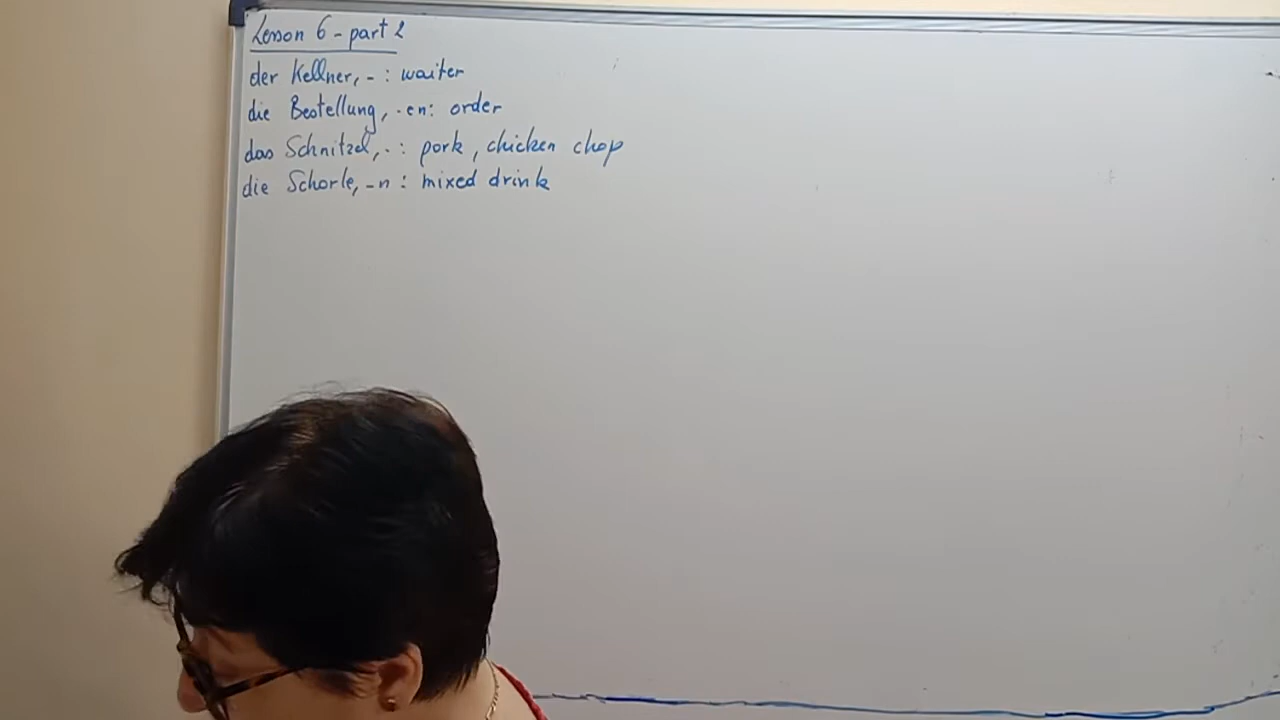 Lesson 6 - part 2
der Kellner, - : waiter
die Bestellung, -en: order
das Schnitzel, - : pork, chicken chop
die Schorle, -n : mixed drink